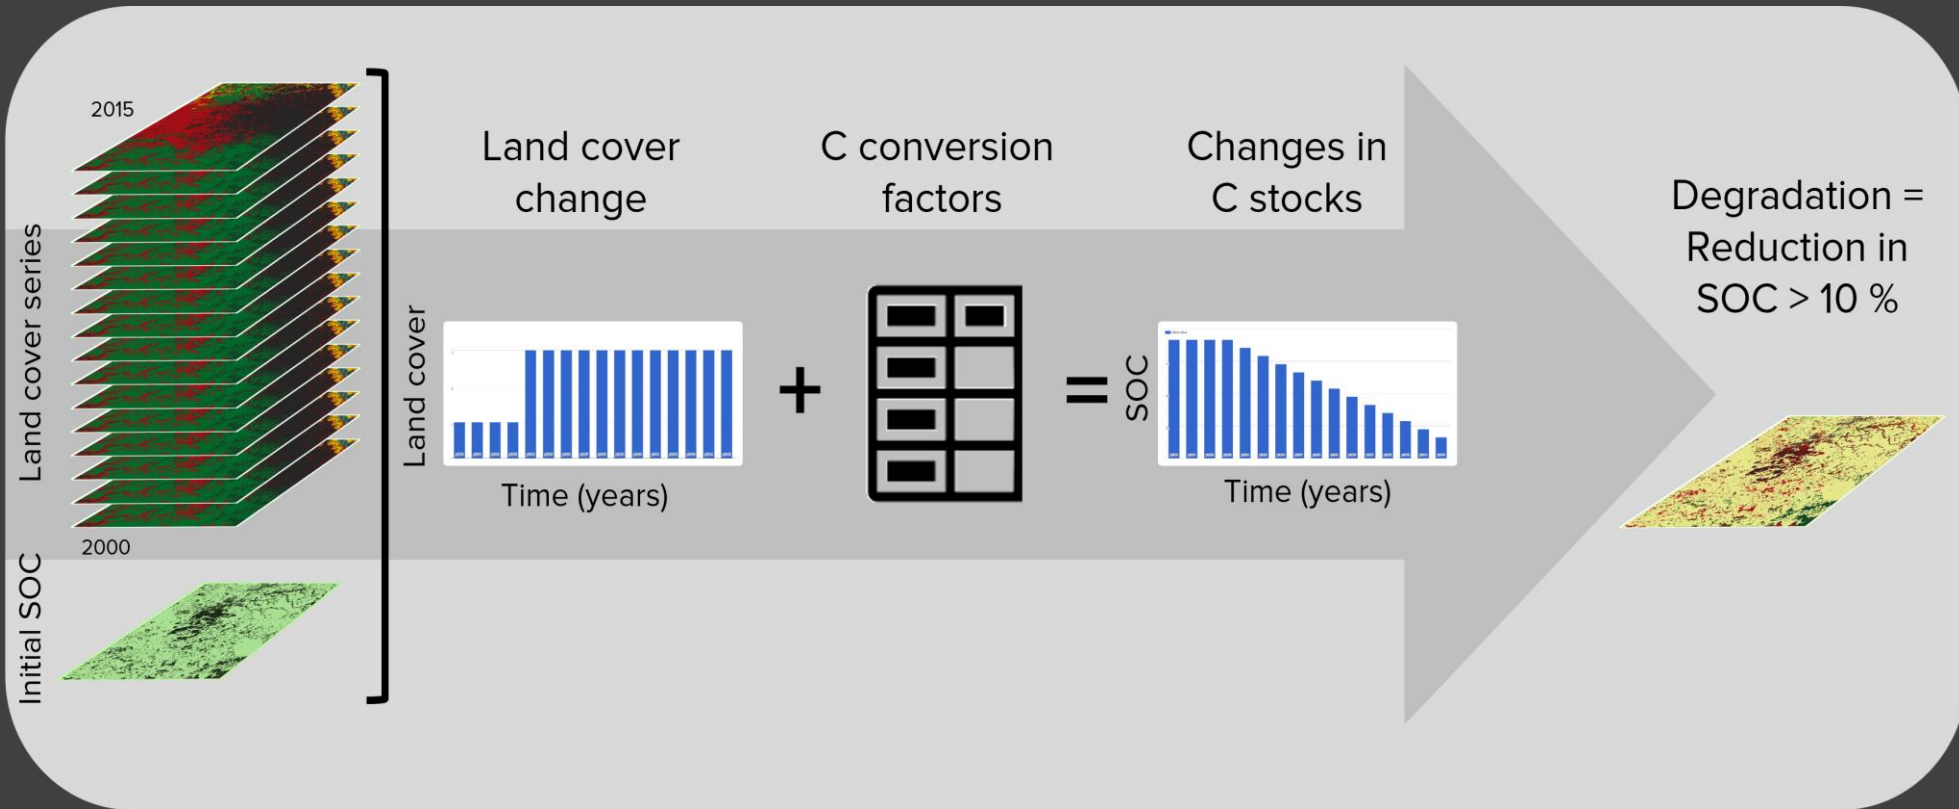 2015
Land cover series
2000
Initial SOC
Land cover
change
Land cover
Time (years)
+
C conversion
factors
=
Changes in
C stocks
SOC
Time (years)
Degradation =
Reduction in
SOC > 10 %